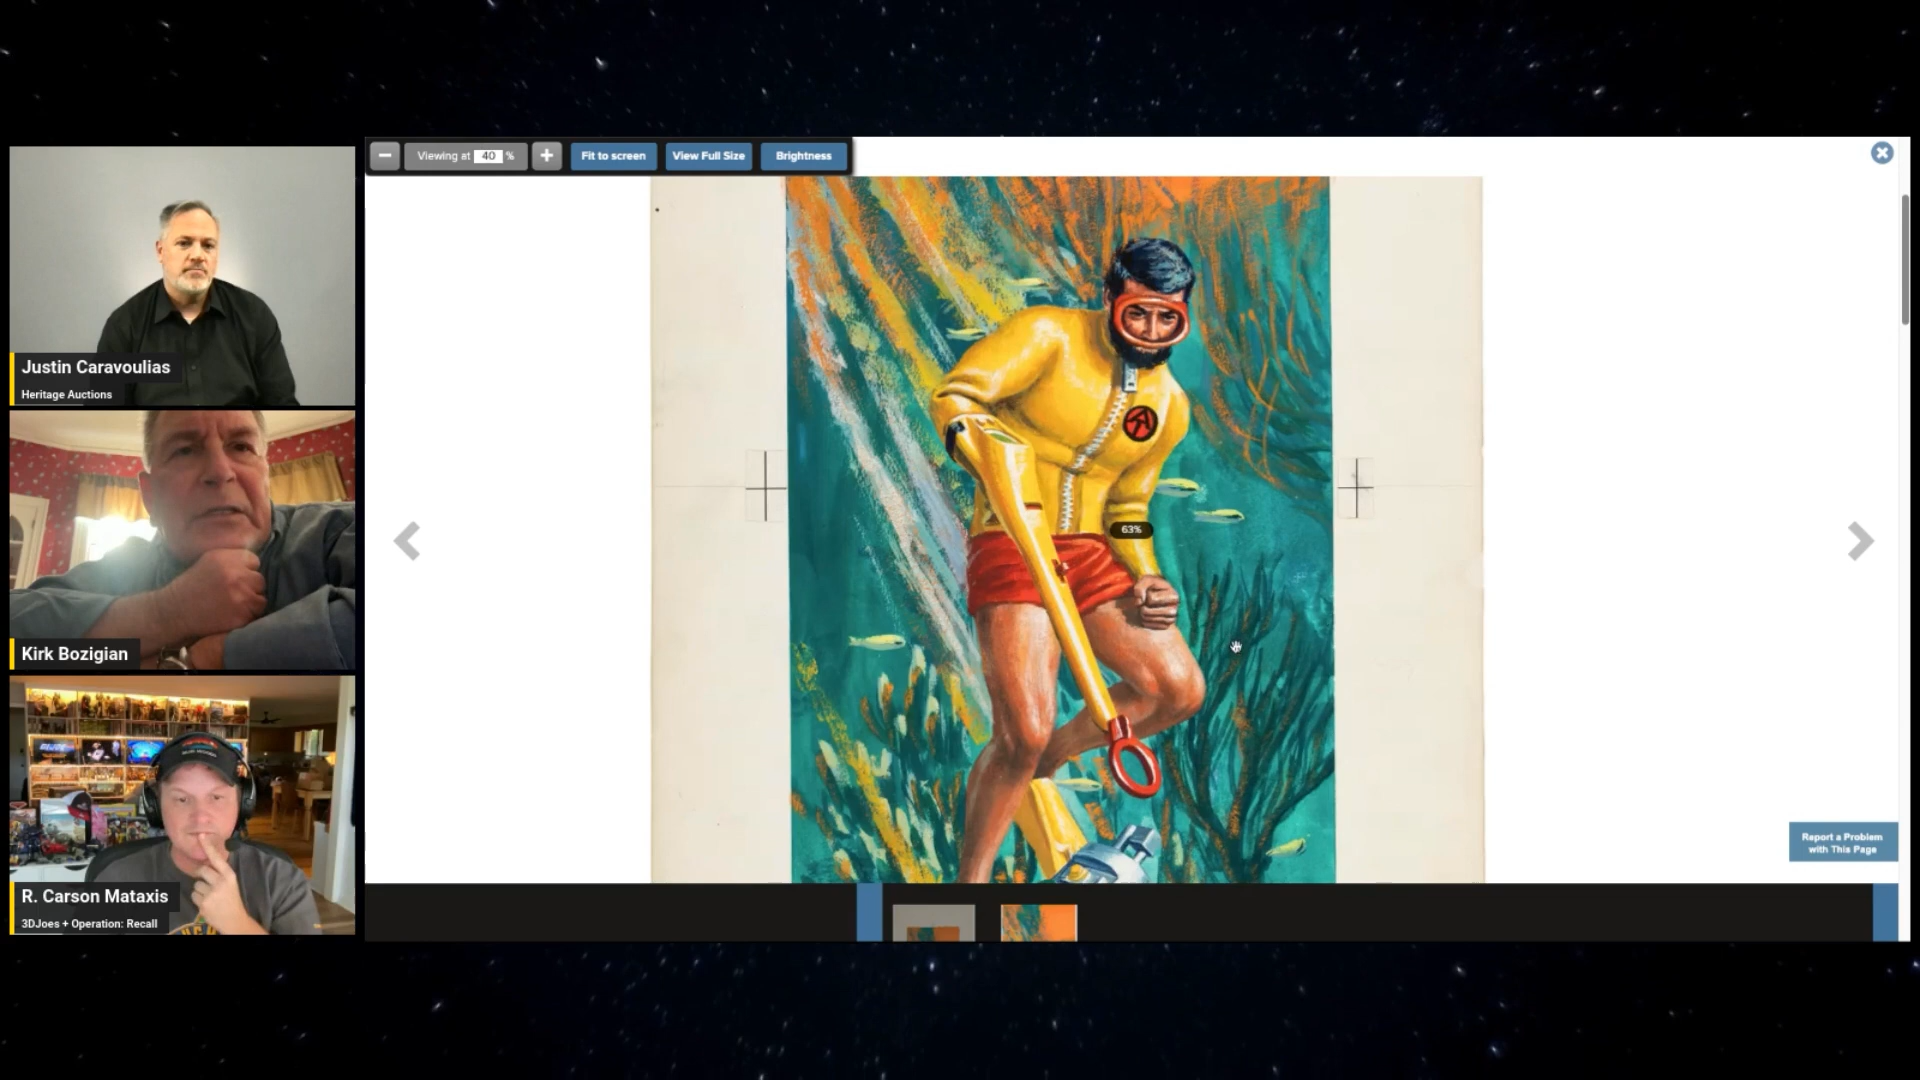 Viewing at 40 %
Fit to screen
View Full Size
Brightness
Justin Caravoulias
Heritage Auctions
Kirk Bozigian
R. Carson Mataxis
3DJoes + Operation: Recall
63%
Report a Problem
with This Page